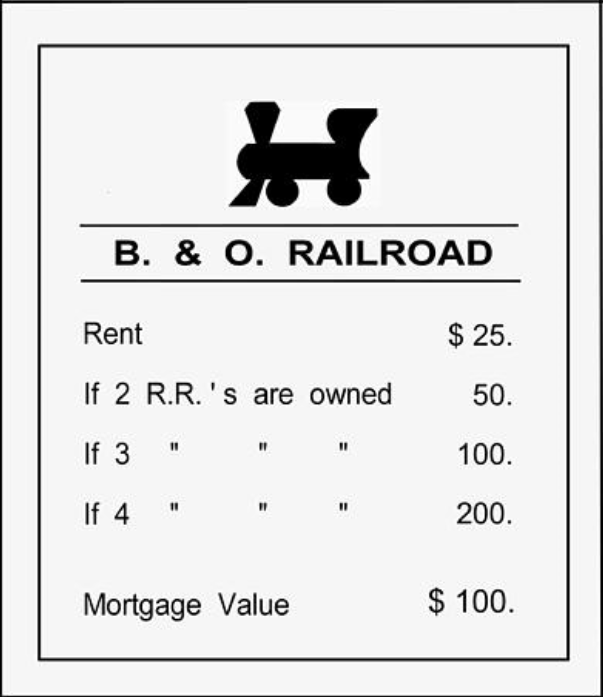 B. & O. RAILROAD
Rent $ 25.
If 2 R.R. ' s are owned 50.
If 3 " " " 100.
If 4 " " " 200.
Mortgage Value $ 100.